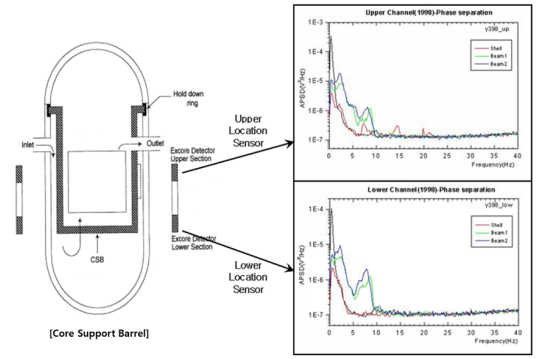 Hold down
ring
Inlet
Outlet
Excore Detector
Upper Section
Excore Detector
Lower Section
CSB
[Core Support Barrel]
Upper
Location
Sensor
Lower
Location
Sensor
Upper Channel(1998)-Phase separation
y398_up
Shell
Beam1
Beam2
APSD(v²/Hz)
1E-3
1E-4
1E-5
1E-6
1E-7
0 5 10 15 20 25 30 35 40
Frequency(Hz)
Lower Channel(1998)-Phase separation
y398_low
Shell
Beam1
Beam2
APSD(v²/Hz)
1E-4
1E-5
1E-6
1E-7
0 5 10 15 20 25 30 35 40
Frequency(Hz)